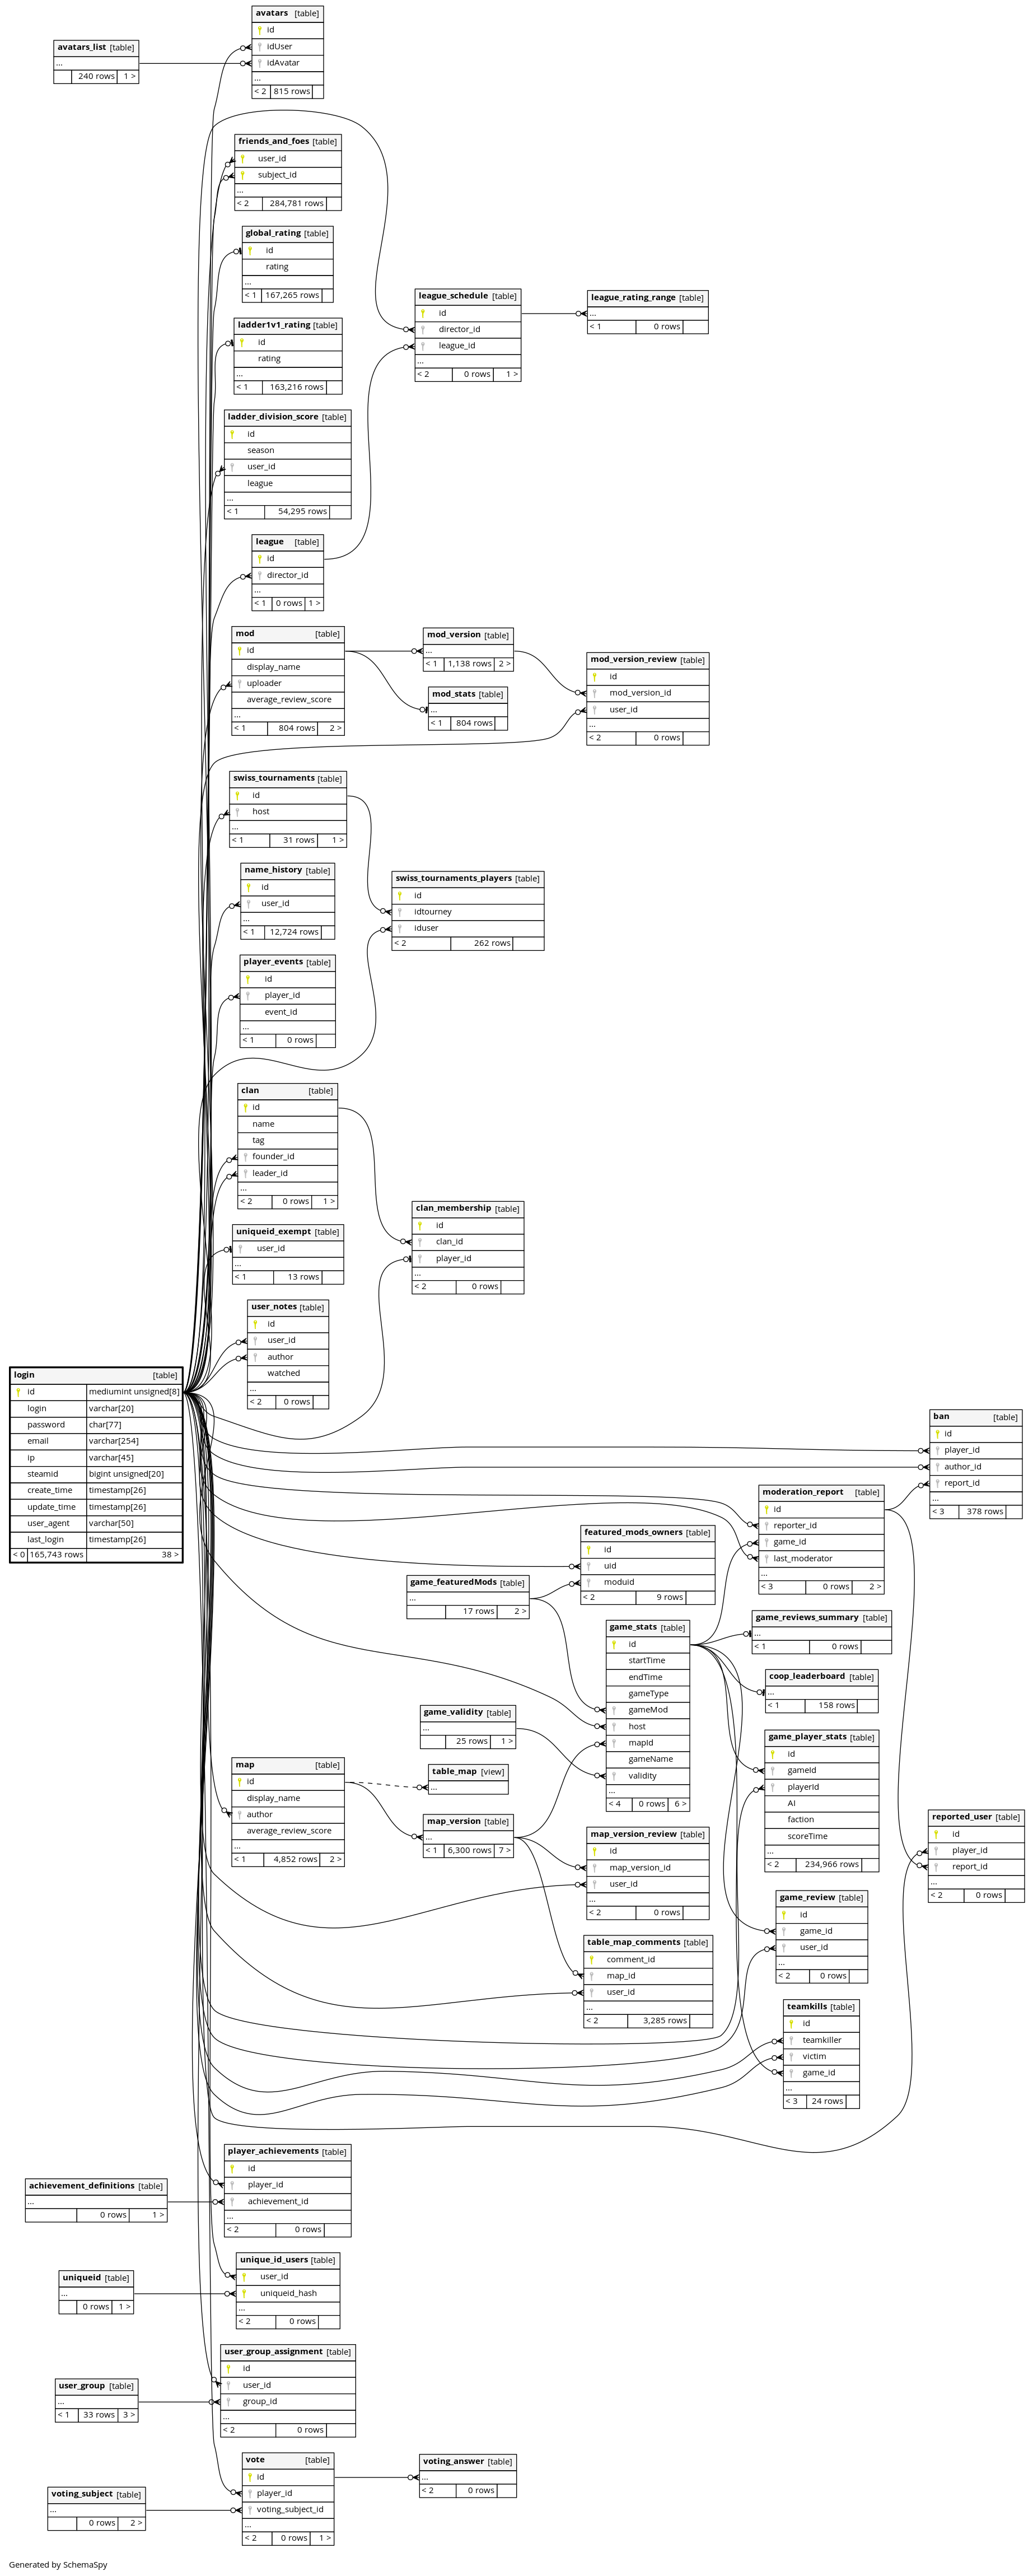 avatars [table]
id
idUser
idAvatar
...
< 2 815 rows
avatars_list [table]
...
240 rows 1 >
friends_and_foes [table]
user_id
subject_id
...
< 2 284,781 rows
global_rating [table]
id
rating
...
< 1 167,265 rows
league_schedule [table]
id
director_id
league_id
...
< 2 0 rows 1 >
league_rating_range [table]
...
< 1 0 rows
ladder1v1_rating [table]
id
rating
...
< 1 163,216 rows
ladder_division_score [table]
id
season
user_id
league
...
< 1 54,295 rows
league [table]
id
director_id
...
< 1 0 rows 1 >
mod [table]
id
display_name
uploader
average_review_score
...
< 1 804 rows 2 >
mod_version [table]
...
< 1 1,138 rows 2 >
mod_stats [table]
...
< 1 804 rows
mod_version_review [table]
id
mod_version_id
user_id
...
< 2 0 rows
swiss_tournaments [table]
id
host
...
< 1 31 rows 1 >
name_history [table]
id
user_id
...
< 1 12,724 rows
swiss_tournaments_players [table]
id
idtourney
iduser
< 2 262 rows
player_events [table]
id
player_id
event_id
...
< 1 0 rows
clan [table]
id
name
tag
founder_id
leader_id
...
< 2 0 rows 1 >
clan_membership [table]
id
clan_id
player_id
...
< 2 0 rows
uniqueid_exempt [table]
user_id
...
< 1 13 rows
user_notes [table]
id
user_id
author
watched
...
< 2 0 rows
login [table]
id mediumint unsigned[8]
login varchar[20]
password char[77]
email varchar[254]
ip varchar[45]
steamid bigint unsigned[20]
create_time timestamp[26]
update_time timestamp[26]
user_agent varchar[50]
last_login timestamp[26]
< 0 165,743 rows 38 >
ban [table]
id
player_id
author_id
report_id
...
< 3 378 rows
moderation_report [table]
id
reporter_id
game_id
last_moderator
...
< 3 0 rows 2 >
featured_mods_owners [table]
id
uid
moduid
< 2 9 rows
game_featuredMods [table]
...
17 rows 2 >
game_stats [table]
id
startTime
endTime
gameType
gameMod
host
mapId
gameName
validity
...
< 4 0 rows 6 >
game_reviews_summary [table]
...
< 1 0 rows
coop_leaderboard [table]
...
< 1 158 rows
game_validity [table]
...
25 rows 1 >
game_player_stats [table]
id
gameId
playerId
AI
faction
scoreTime
...
< 2 234,966 rows
map [table]
id
display_name
author
average_review_score
...
< 1 4,852 rows 2 >
table_map [view]
...
map_version [table]
...
< 1 6,300 rows 7 >
map_version_review [table]
id
map_version_id
user_id
...
< 2 0 rows
reported_user [table]
id
player_id
report_id
...
< 2 0 rows
game_review [table]
id
game_id
user_id
...
< 2 0 rows
table_map_comments [table]
comment_id
map_id
user_id
...
< 2 3,285 rows
teamkills [table]
id
teamkiller
victim
game_id
...
< 3 24 rows
player_achievements [table]
id
player_id
achievement_id
...
< 2 0 rows
achievement_definitions [table]
...
0 rows 1 >
unique_id_users [table]
user_id
uniqueid_hash
...
< 2 0 rows
uniqueid [table]
...
0 rows 1 >
user_group_assignment [table]
id
user_id
group_id
...
< 2 0 rows
user_group [table]
...
< 1 33 rows 3 >
vote [table]
id
player_id
voting_subject_id
...
< 2 0 rows 1 >
voting_answer [table]
...
< 2 0 rows
voting_subject [table]
...
0 rows 2 >
Generated by SchemaSpy